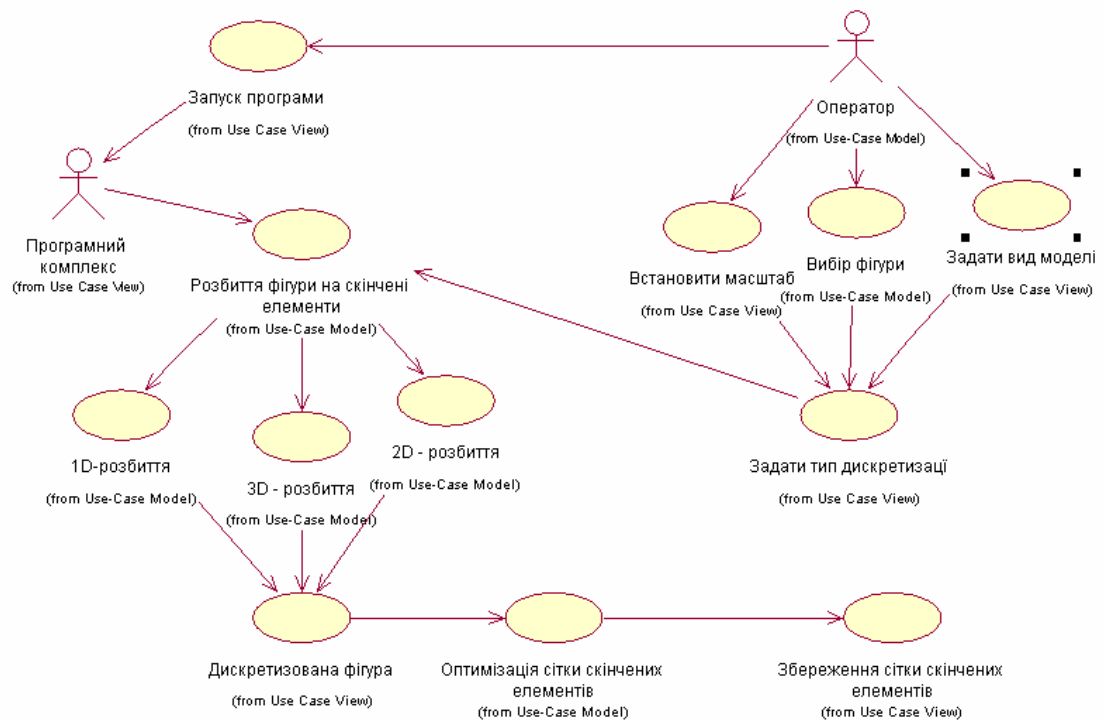 Запуск програми
(from Use Case View)
Оператор
(from Use-Case Model)
Програмний
комплекс
(from Use Case View)
Розбиття фігури на скінчені
елементи
(from Use-Case Model)
Встановити масштаб
(from Use Case View)
Вибір фігури
(from Use-Case Model)
Задати вид моделі
(from Use Case View)
1D-розбиття
(from Use-Case Model)
3D - розбиття
(from Use-Case Model)
2D - розбиття
(from Use-Case Model)
Задати тип дискретизаці
(from Use Case View)
Дискретизована фігура
(from Use Case View)
Оптимізація сітки скінчених
елементів
(from Use-Case Model)
Збереження сітки скінчених
елементів
(from Use Case View)